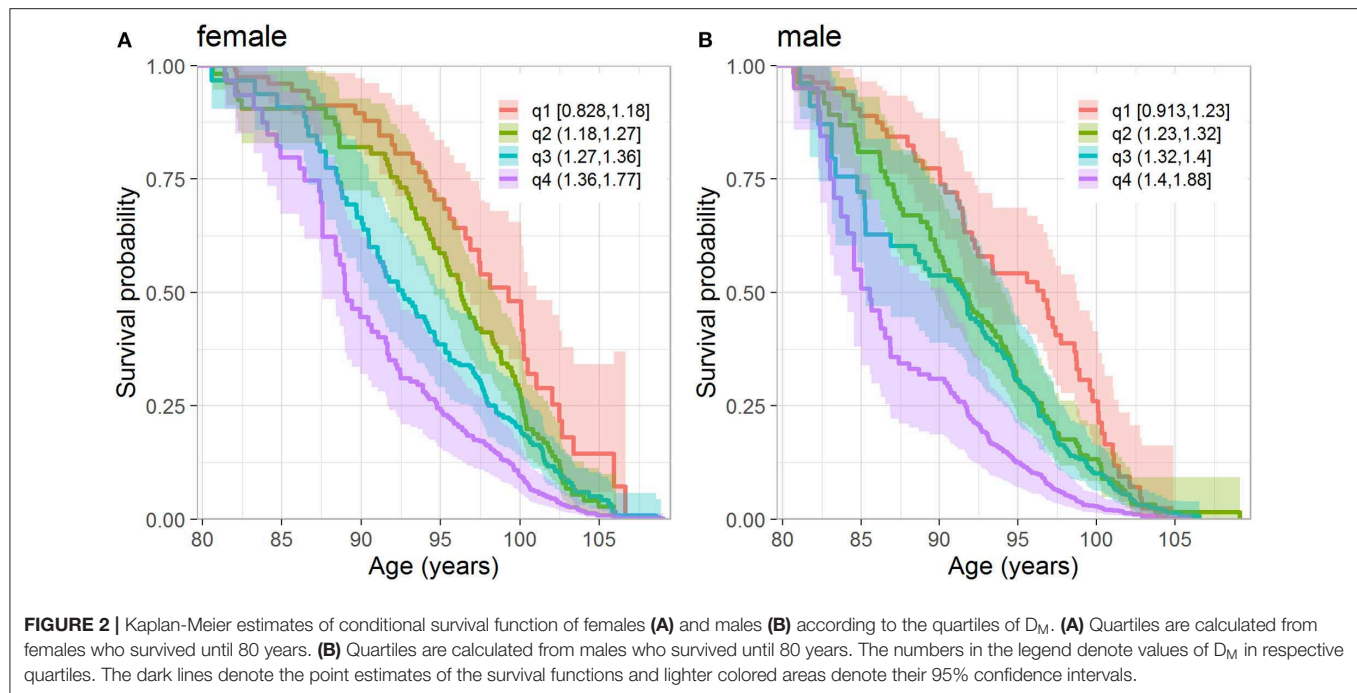 A female
1.00
0.75
0.50
0.25
0.00
Survival probability
80 85 90 95 100 105
Age (years)
q1 [0.828,1.18]
q2 (1.18,1.27]
q3 (1.27,1.36]
q4 (1.36,1.77]
B male
1.00
0.75
0.50
0.25
0.00
Survival probability
80 85 90 95 100 105
Age (years)
q1 [0.913,1.23]
q2 (1.23,1.32]
q3 (1.32,1.4]
q4 (1.4,1.88]
FIGURE 2 | Kaplan-Meier estimates of conditional survival function of females (A) and males (B) according to the quartiles of DM. (A) Quartiles are calculated from
females who survived until 80 years. (B) Quartiles are calculated from males who survived until 80 years. The numbers in the legend denote values of DM in respective
quartiles. The dark lines denote the point estimates of the survival functions and lighter colored areas denote their 95% confidence intervals.